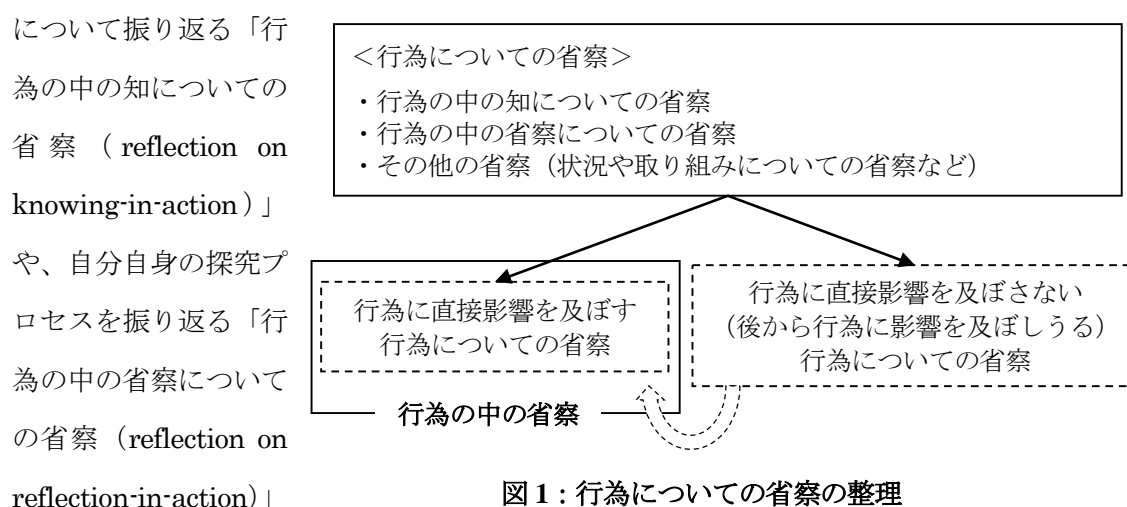 について振り返る「行
為の中の知についての
省察（reflection on
knowing-in-action）」
や、自分自身の探究プ
ロセスを振り返る「行
為の中の省察について
の省察（reflection on
reflection-in-action）」
＜行為についての省察＞
・行為の中の知についての省察
・行為の中の省察についての省察
・その他の省察（状況や取り組みについての省察など）
行為に直接影響を及ぼす
行為についての省察
行為の中の省察
行為に直接影響を及ぼさない
（後から行為に影響を及ぼしうる）
行為についての省察
図1：行為についての省察の整理